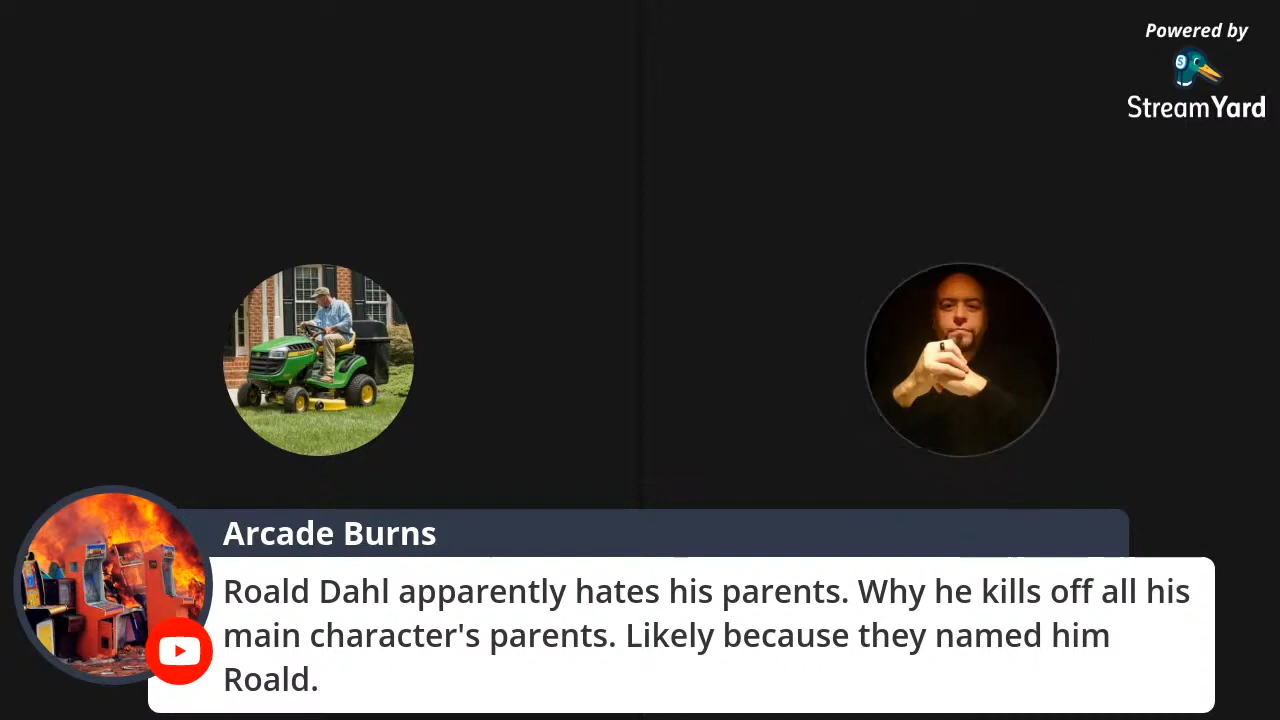 Powered by
StreamYard
Arcade Burns
Roald Dahl apparently hates his parents. Why he kills off all his
main character's parents. Likely because they named him
Roald.